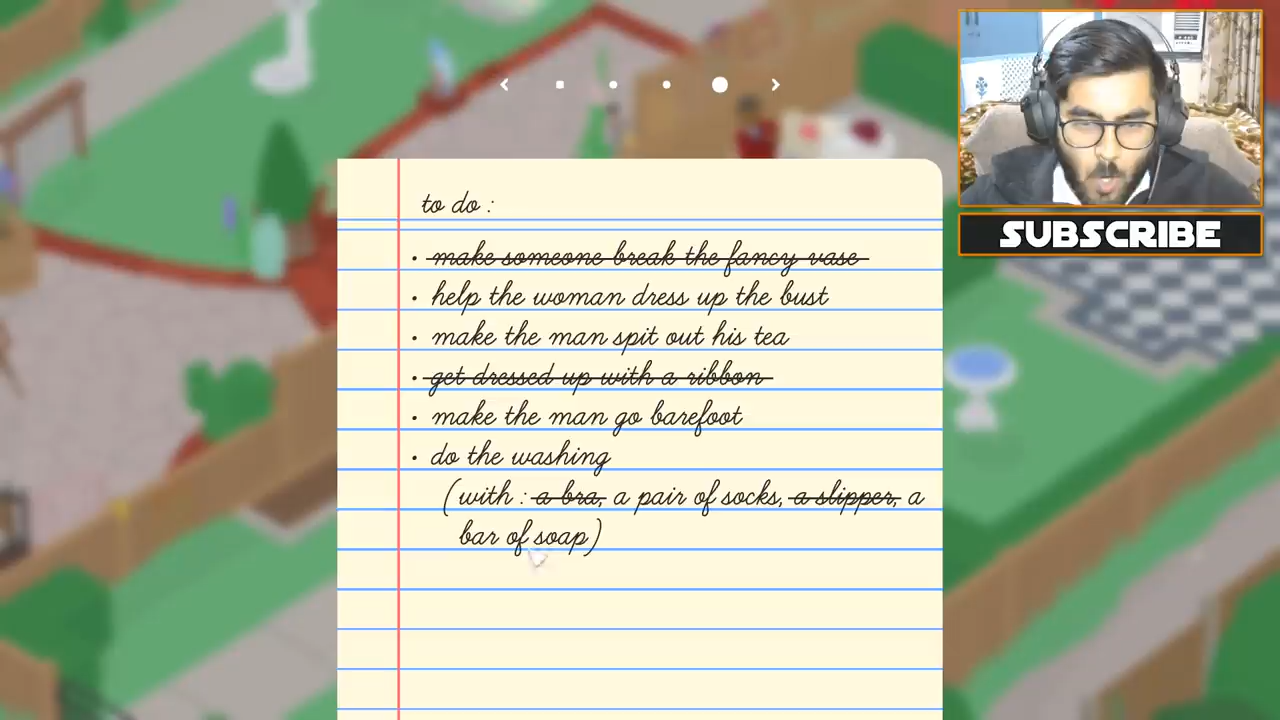 SUBSCRIBE
to do :
• make someone break the fancy vase
• help the woman dress up the bust
• make the man spit out his tea
• get dressed up with a ribbon
• make the man go barefoot
• do the washing
(with : a bra, a pair of socks, a slipper, a
bar of soap)